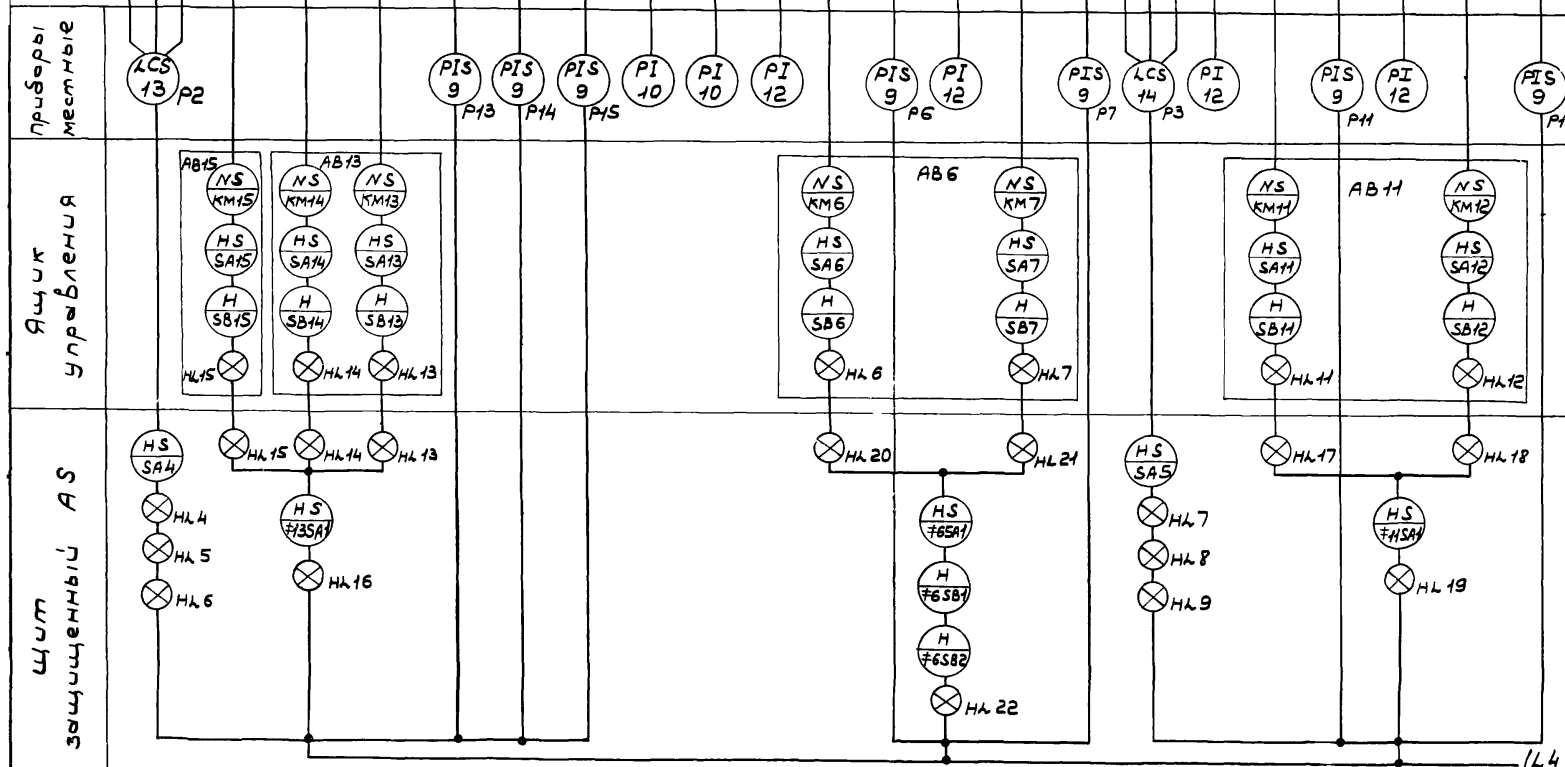 приборы
местные
LCS
13
P2
PIS
9
P13
PIS
9
P14
PIS
9
P15
PI
10
PI
10
PI
12
PIS
9
P6
PI
12
PIS
9
P7
LCS
14
P3
PI
12
PIS
9
P11
PI
12
PIS
9
Ящик
управления
AB15
NS
KM15
HS
SA15
H
SB15
HL15
AB13
NS
KM14
HS
SA14
H
SB14
HL14
NS
KM13
HS
SA13
H
SB13
HL13
AB6
NS
KM6
HS
SA6
H
SB6
HL6
NS
KM7
HS
SA7
H
SB7
HL7
AB11
NS
KM11
HS
SA11
H
SB11
HL11
NS
KM12
HS
SA12
H
SB12
HL12
Щит
защищенный AS
HS
SA4
HL4
HL5
HL6
HL15
HL14
HL13
HS
‡13SA1
HL16
HL20
HL21
HS
‡6SA1
H
‡6SB1
H
‡6SB2
HL22
HS
SA5
HL7
HL8
HL9
HL17
HL18
HS
‡11SA1
HL19